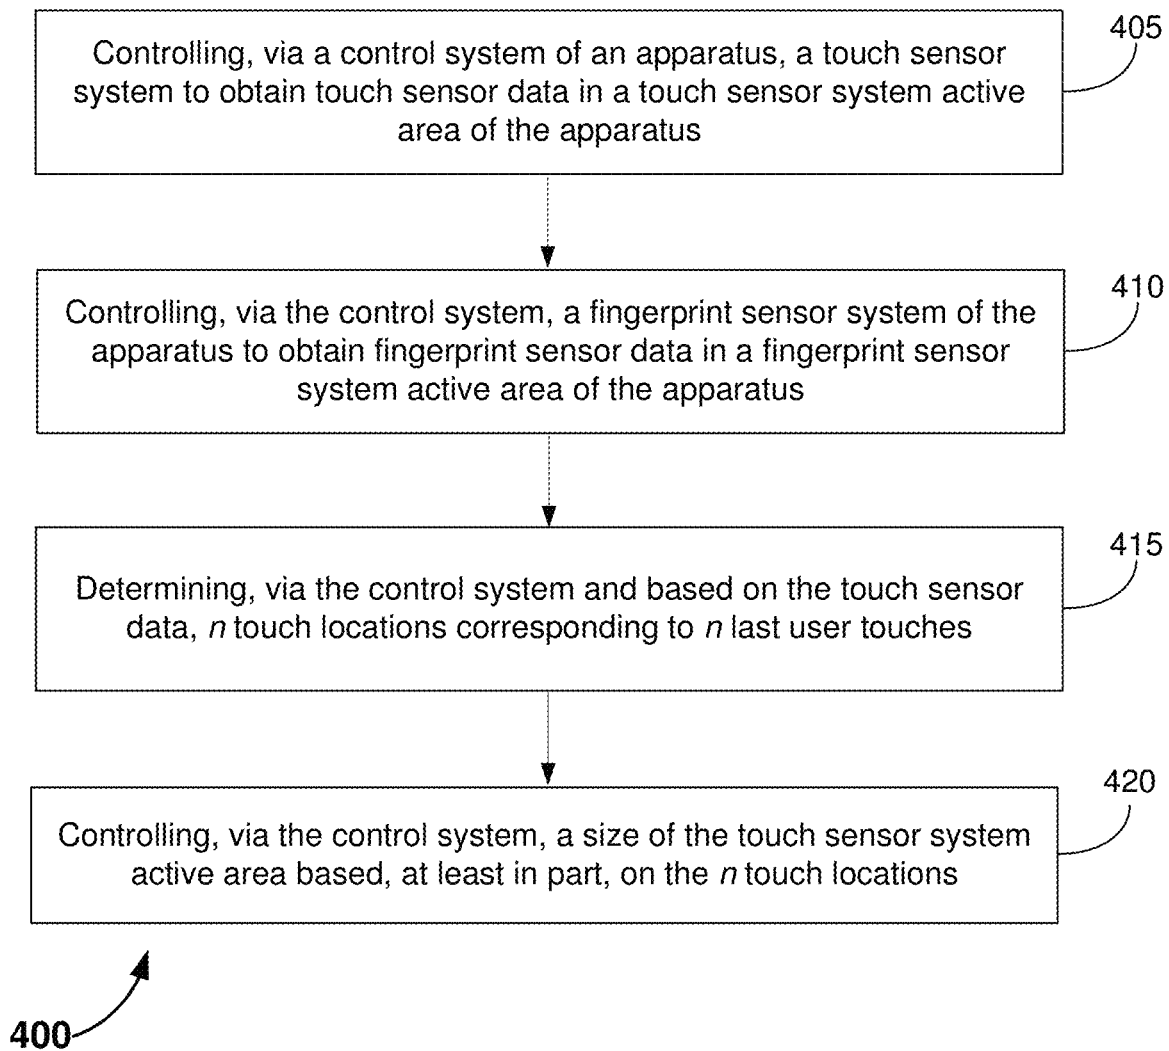 405
Controlling, via a control system of an apparatus, a touch sensor
system to obtain touch sensor data in a touch sensor system active
area of the apparatus
410
Controlling, via the control system, a fingerprint sensor system of the
apparatus to obtain fingerprint sensor data in a fingerprint sensor
system active area of the apparatus
415
Determining, via the control system and based on the touch sensor
data, n touch locations corresponding to n last user touches
420
Controlling, via the control system, a size of the touch sensor system
active area based, at least in part, on the n touch locations
400